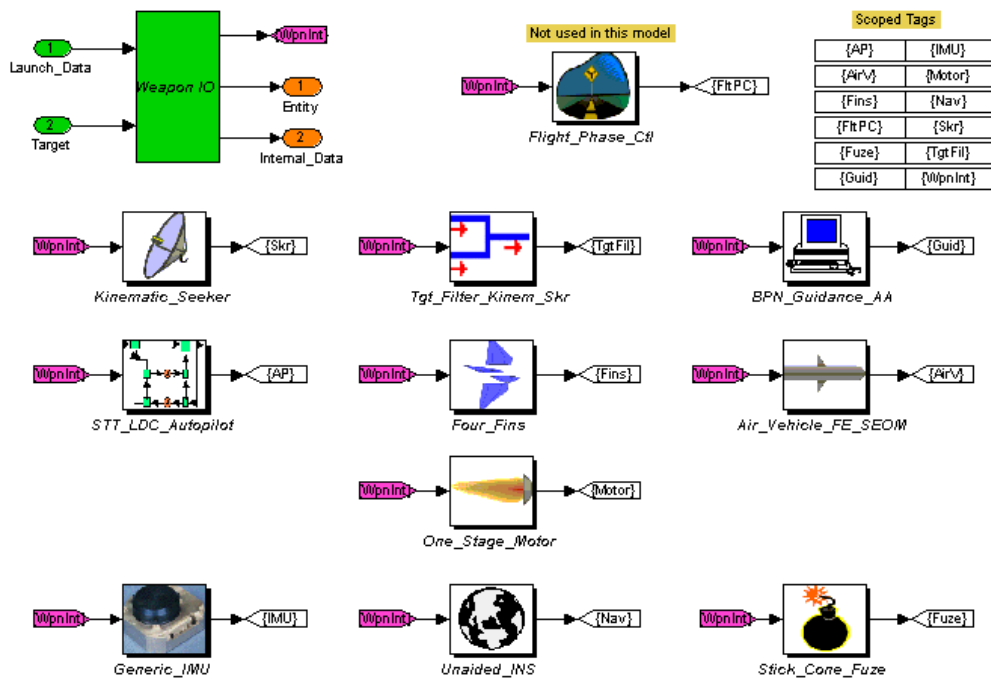 1
Launch_Data
2
Target
Weapon IO
WpnInt
1
Entity
2
Internal_Data
Not used in this model
WpnInt
{FltPC}
Flight_Phase_Ctl
Scoped Tags
{AP} {IMU}
{AirV} {Motor}
{Fins} {Nav}
{FltPC} {Skr}
{Fuze} {TgtFil}
{Guid} {WpnInt}
WpnInt
{Skr}
Kinematic_Seeker
WpnInt
{TgtFil}
Tgt_Filter_Kinem_Skr
WpnInt
{Guid}
BPN_Guidance_AA
WpnInt
{AP}
STT_LDC_Autopilot
WpnInt
{Fins}
Four_Fins
WpnInt
{AirV}
Air_Vehicle_FE_SEOM
WpnInt
{Motor}
One_Stage_Motor
WpnInt
{IMU}
Generic_IMU
WpnInt
{Nav}
Unaided_INS
WpnInt
{Fuze}
Stick_Cone_Fuze